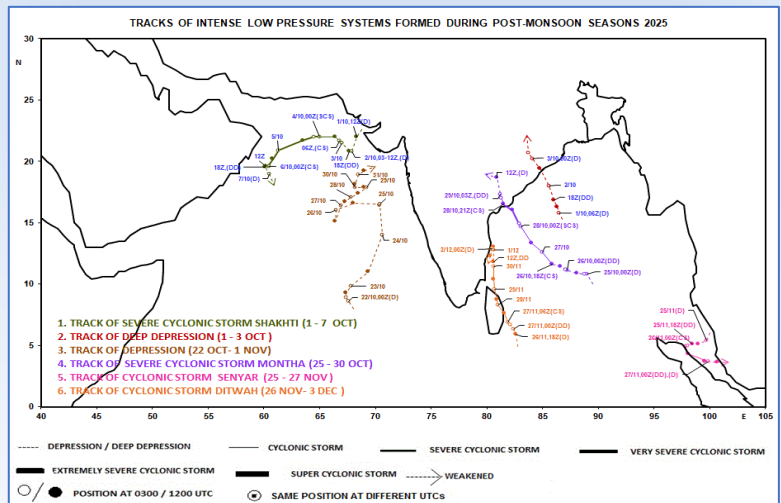 TRACKS OF INTENSE LOW PRESSURE SYSTEMS FORMED DURING POST-MONSOON SEASONS 2025
30
N
25
20
15
10
5
0
40 45 50 55 60 65 70 75 80 85 90 95 100 E 105
4/10,00Z(SCS)
1/10,12Z(D)
5/10
06Z,(CS)
12Z
3/10
2/10,03-12Z,(D)
18Z,(DD)
6/10,00Z(CS)
18Z(DD)
7/10(D)
30/10
31/10
28/10
29/10
27/10
25/10
26/10
24/10
23/10
22/10,00Z(D)
3/10,00Z(D)
12Z,(D)
2/10
29/10,03Z,(DD)
18Z(DD)
28/10,21Z(CS)
1/10,06Z(D)
28/10,00Z(SCS)
27/10
2/12,00Z(D)
1/12
12Z,DD
26/10,00(DD)
30/11
26/10,18Z(CS)
25/10,00Z(D)
29/11
28/11
27/11,06Z(CS)
27/11,00Z(DD)
26/11,18Z(D)
25/11(D)
25/11,18Z(DD)
26/11,00Z(CS)
27/11,06Z(DD),(D)
1. TRACK OF SEVERE CYCLONIC STORM SHAKHTI (1 - 7 OCT)
2. TRACK OF DEEP DEPRESSION (1 - 3 OCT )
3. TRACK OF DEPRESSION (22 OCT- 1 NOV)
4. TRACK OF SEVERE CYCLONIC STORM MONTHA (25 - 30 OCT)
5. TRACK OF CYCLONIC STORM SENYAR (25 - 27 NOV)
6. TRACK OF CYCLONIC STORM DITWAH (26 NOV- 3 DEC )
DEPRESSION / DEEP DEPRESSION
CYCLONIC STORM
SEVERE CYCLONIC STORM
VERY SEVERE CYCLONIC STORM
EXTREMELY SEVERE CYCLONIC STORM
SUPER CYCLONIC STORM
WEAKENED
POSITION AT 0300 / 1200 UTC
SAME POSITION AT DIFFERENT UTCs